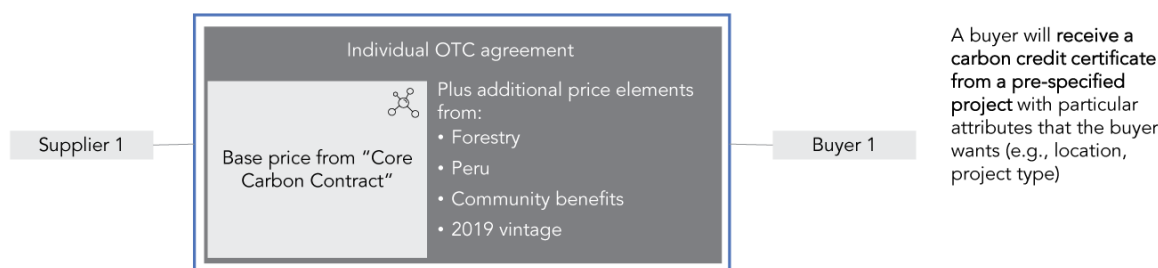 Individual OTC agreement
Supplier 1
Base price from “Core
Carbon Contract”
Plus additional price elements
from:
• Forestry
• Peru
• Community benefits
• 2019 vintage
Buyer 1
A buyer will receive a
carbon credit certificate
from a pre-specified
project with particular
attributes that the buyer
wants (e.g., location,
project type)